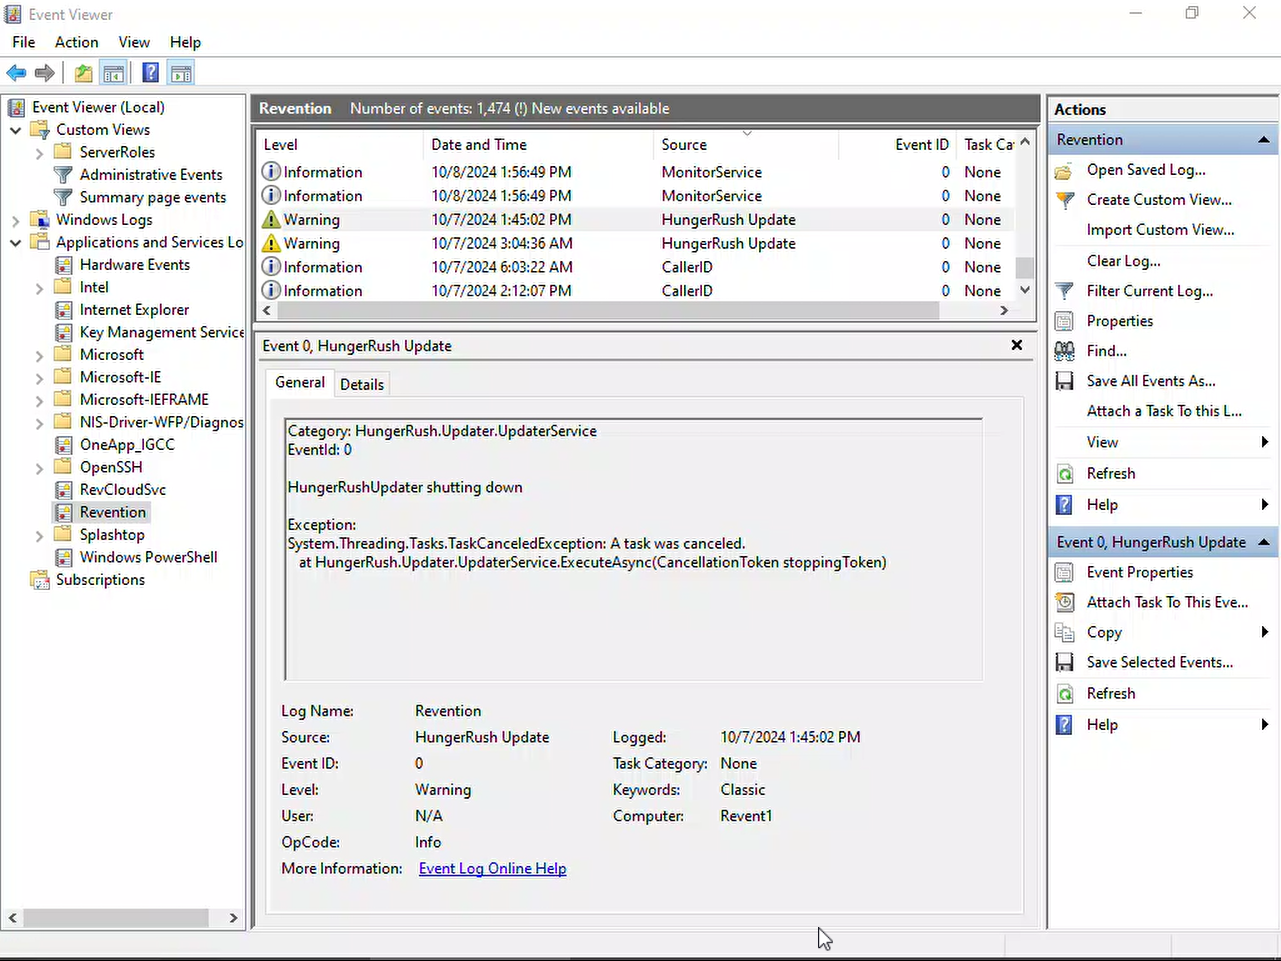 Event Viewer
File Action View Help
Event Viewer (Local)
Custom Views
ServerRoles
Administrative Events
Summary page events
Windows Logs
Applications and Services Lo
Hardware Events
Intel
Internet Explorer
Key Management Service
Microsoft
Microsoft-IE
Microsoft-IEFRAME
NIS-Driver-WFP/Diagnos
OneApp_IGCC
OpenSSH
RevCloudSvc
Revention
Splashtop
Windows PowerShell
Subscriptions
Revention Number of events: 1,474 (!) New events available
Level Date and Time Source Event ID Task Ca
Information 10/8/2024 1:56:49 PM MonitorService 0 None
Information 10/8/2024 1:56:49 PM MonitorService 0 None
Warning 10/7/2024 1:45:02 PM HungerRush Update 0 None
Warning 10/7/2024 3:04:36 AM HungerRush Update 0 None
Information 10/7/2024 6:03:22 AM CallerID 0 None
Information 10/7/2024 2:12:07 PM CallerID 0 None
Event 0, HungerRush Update
General Details
Category: HungerRush.Updater.UpdaterService
EventId: 0
HungerRushUpdater shutting down
Exception:
System.Threading.Tasks.TaskCanceledException: A task was canceled.
at HungerRush.Updater.UpdaterService.ExecuteAsync(CancellationToken stoppingToken)
Log Name: Revention
Source: HungerRush Update Logged: 10/7/2024 1:45:02 PM
Event ID: 0 Task Category: None
Level: Warning Keywords: Classic
User: N/A Computer: Revent1
OpCode: Info
More Information: Event Log Online Help
Actions
Revention
Open Saved Log...
Create Custom View...
Import Custom View...
Clear Log...
Filter Current Log...
Properties
Find...
Save All Events As...
Attach a Task To this L...
View
Refresh
Help
Event 0, HungerRush Update
Event Properties
Attach Task To This Eve...
Copy
Save Selected Events...
Refresh
Help